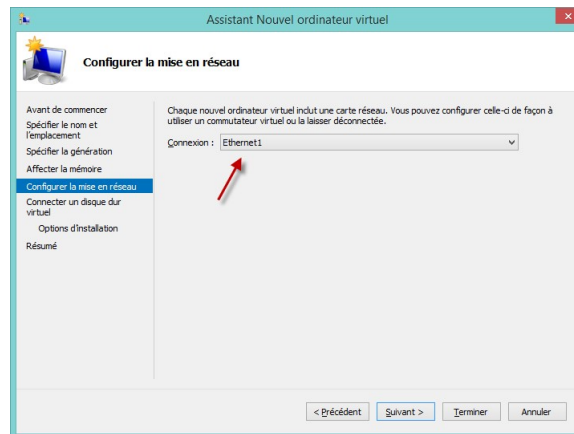 Assistant Nouvel ordinateur virtuel
Configurer la mise en réseau
Avant de commencer
Spécifier le nom et
l'emplacement
Spécifier la génération
Affecter la mémoire
Configurer la mise en réseau
Connecter un disque dur
virtuel
Options d'installation
Résumé
Chaque nouvel ordinateur virtuel inclut une carte réseau. Vous pouvez configurer celle-ci de façon à
utiliser un commutateur virtuel ou la laisser déconnectée.
Connexion : Ethernet1
< Précédent Suivant > Terminer Annuler